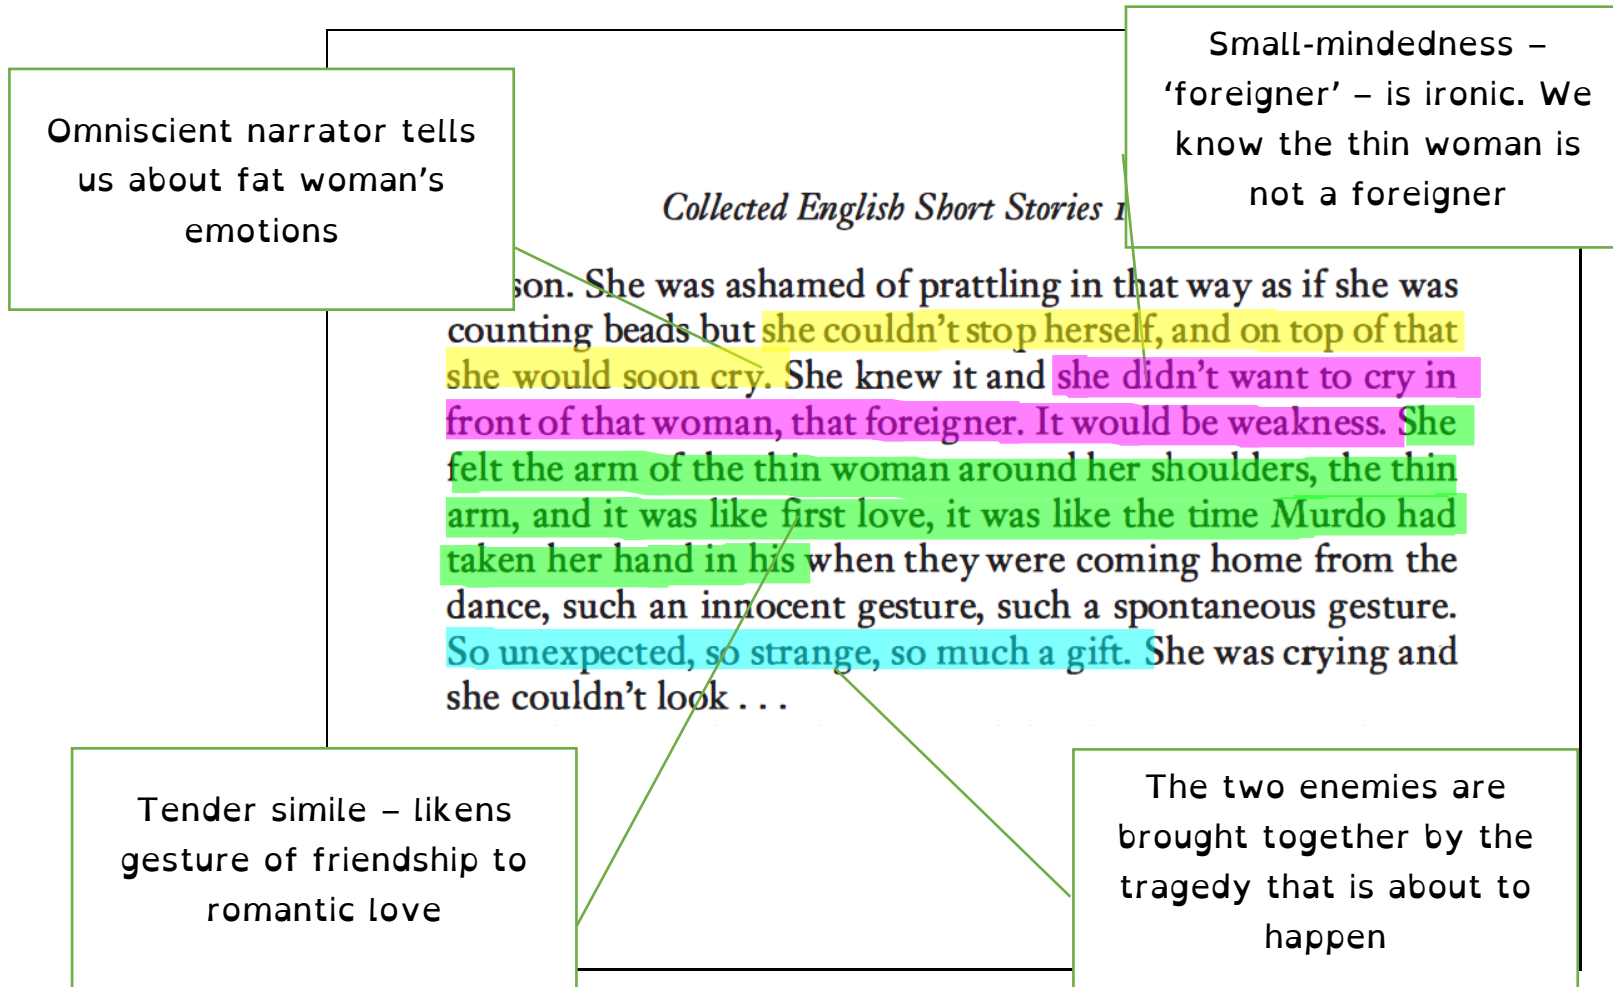 Omniscient narrator tells
us about fat woman's
emotions
Small-mindedness –
‘foreigner’ – is ironic. We
know the thin woman is
not a foreigner
Collected English Short Stories
son. She was ashamed of prattling in that way as if she was
counting beads but she couldn't stop herself, and on top of that
she would soon cry. She knew it and she didn't want to cry in
front of that woman, that foreigner. It would be weakness. She
felt the arm of the thin woman around her shoulders, the thin
arm, and it was like first love, it was like the time Murdo had
taken her hand in his when they were coming home from the
dance, such an innocent gesture, such a spontaneous gesture.
So unexpected, so strange, so much a gift. She was crying and
she couldn't look . . .
Tender simile – likens
gesture of friendship to
romantic love
The two enemies are
brought together by the
tragedy that is about to
happen